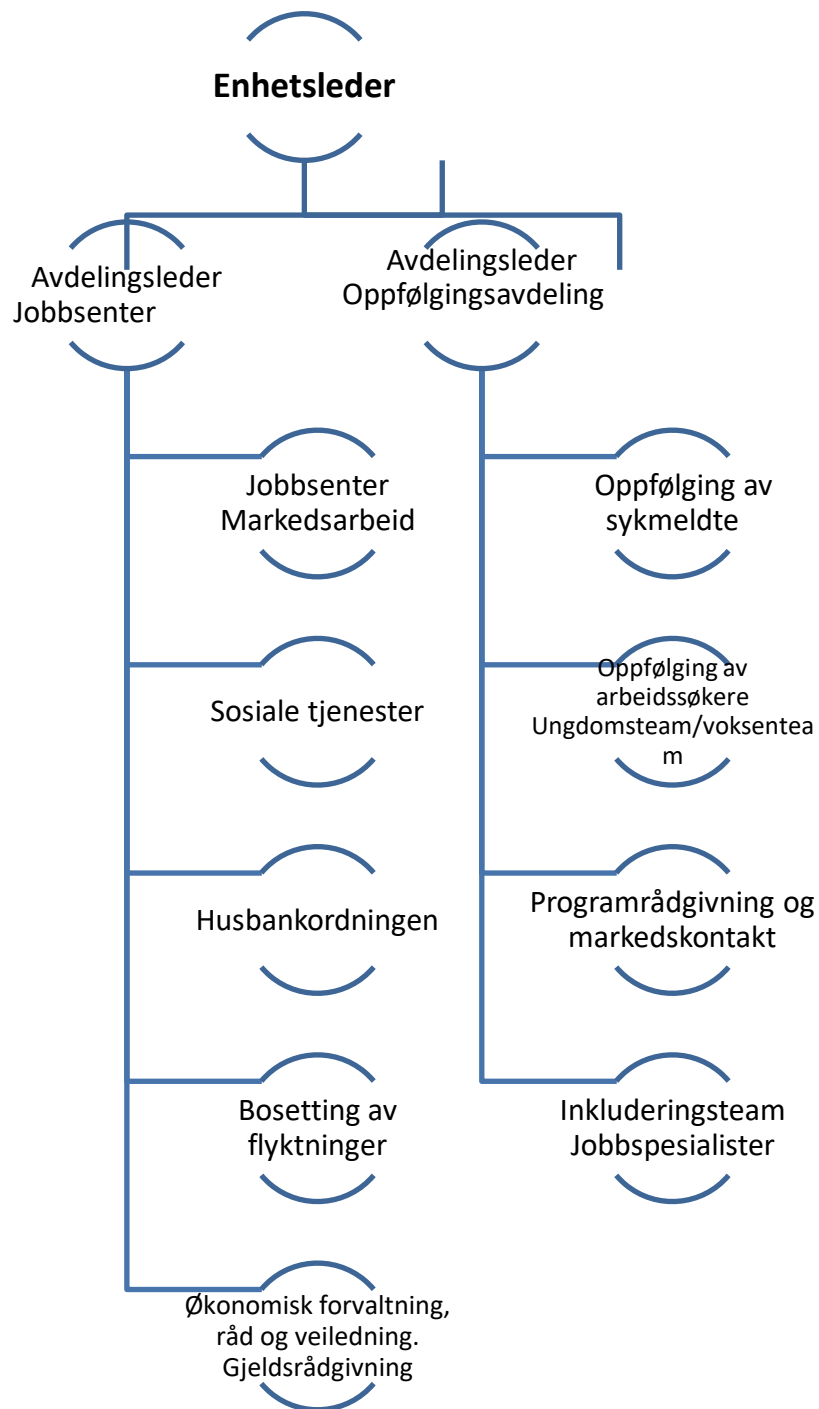 Enhetsleder
Avdelingsleder
Jobbsenter
Avdelingsleder
Oppfølgingsavdeling
Jobbsenter
Markedsarbeid
Sosiale tjenester
Husbankordningen
Bosetting av
flyktninger
Økonomisk forvaltning,
råd og veiledning.
Gjeldsrådgivning
Oppfølging av
sykmeldte
Oppfølging av
arbeidssøkere
Ungdomsteam/voksentea
m
Programrådgivning og
markedskontakt
Inkluderingsteam
Jobbspesialister